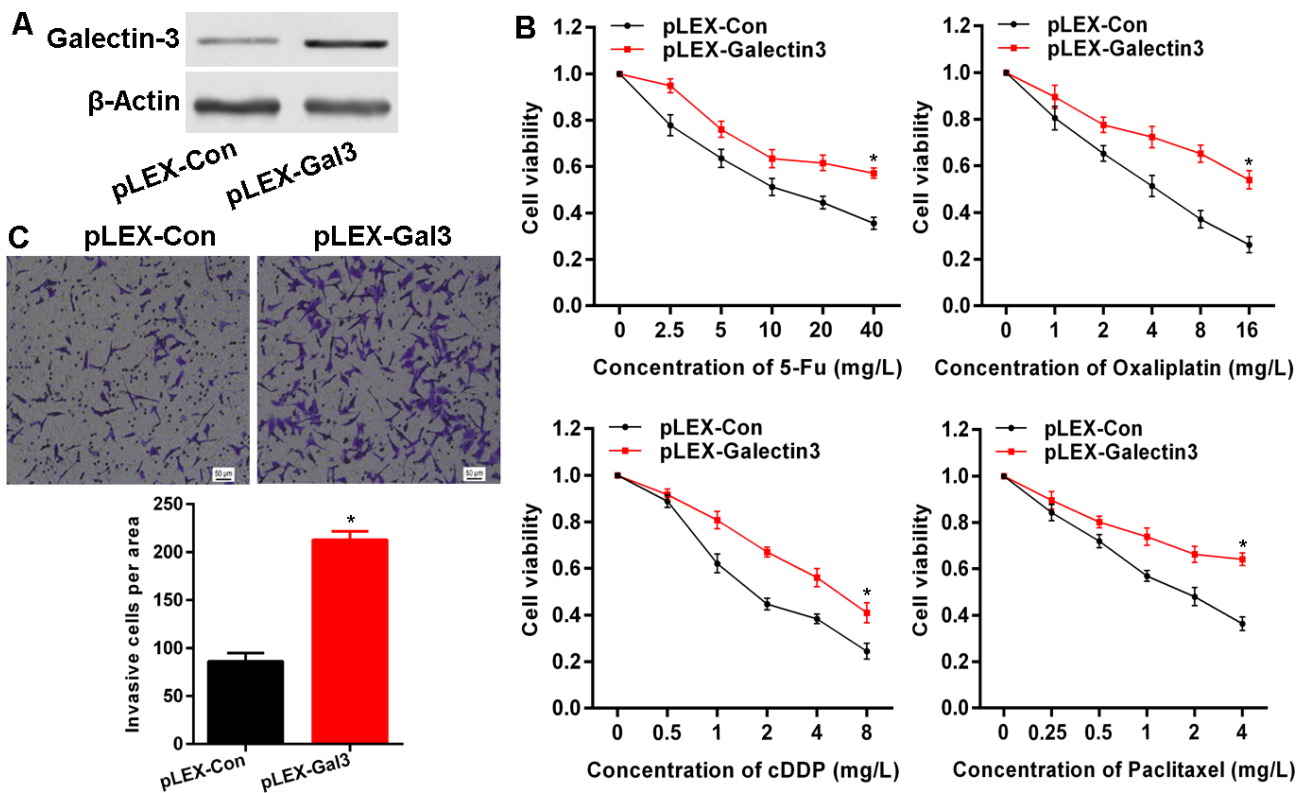 A
Galectin-3
β-Actin
pLEX-Con
pLEX-Gal3
B
1.2
1.0
0.8
0.6
0.4
0.2
0.0
Cell viability
pLEX-Con
pLEX-Galectin3
*
0 2.5 5 10 20 40
Concentration of 5-Fu (mg/L)
1.2
1.0
0.8
0.6
0.4
0.2
0.0
Cell viability
pLEX-Con
pLEX-Galectin3
*
0 1 2 4 8 16
Concentration of Oxaliplatin (mg/L)
1.2
1.0
0.8
0.6
0.4
0.2
0.0
Cell viability
pLEX-Con
pLEX-Galectin3
*
0 0.5 1 2 4 8
Concentration of cDDP (mg/L)
1.2
1.0
0.8
0.6
0.4
0.2
0.0
Cell viability
pLEX-Con
pLEX-Galectin3
*
0 0.25 0.5 1 2 4
Concentration of Paclitaxel (mg/L)
C
pLEX-Con
pLEX-Gal3
50 µm
50 µm
250
200
150
100
50
0
Invasive cells per area
*
pLEX-Con
pLEX-Gal3